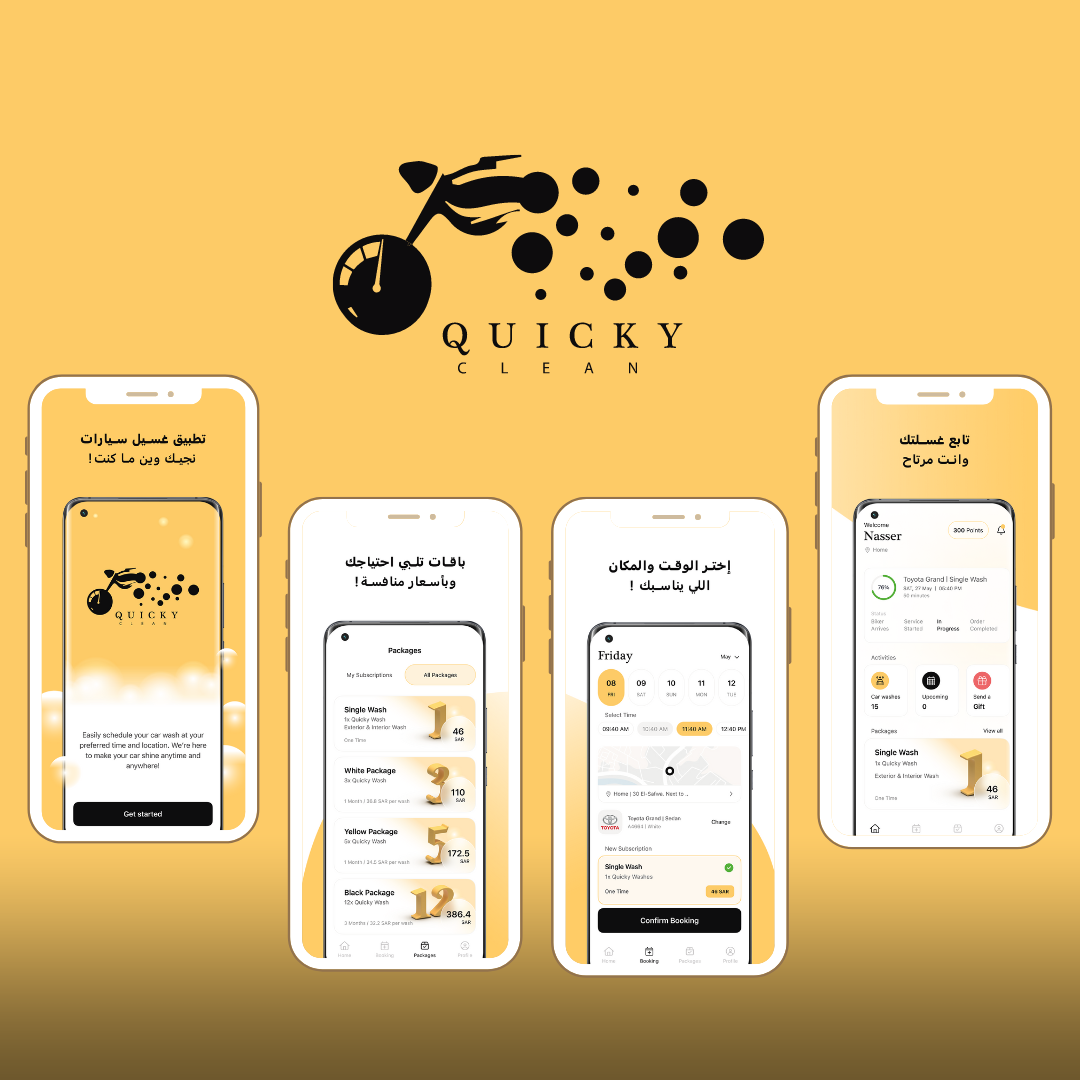 QUICKY
CLEAN
تطبيق غسيل سيارات
نجيك وين ما كنت !
QUICKY
CLEAN
Easily schedule your car wash at your
preferred time and location. We're here
to make your car shine anytime and
anywhere!
Get started
باقات تلبي احتياجك
وبأسعار منافسة !
Packages
My Subscriptions
All Packages
Single Wash
1x Quicky Wash
Exterior & Interior Wash
One Time
1
46
SAR
White Package
3x Quicky Wash
1 Month / 36.6 SAR per wash
3
110
SAR
Yellow Package
5x Quicky Wash
1 Month / 34.5 SAR per wash
5
172.5
SAR
Black Package
12x Quicky Wash
3 Months / 32.2 SAR per wash
12
386.4
SAR
Home
Booking
Packages
Profile
إختر الوقت والمكان
اللي يناسبك !
Friday
May
08
FRI
09
SAT
10
SUN
11
MON
12
TUE
Select Time
09:40 AM
10:40 AM
11:40 AM
12:40 PM
Home | 30 El-Safive, Next to ..
TOYOTA
Toyota Grand | Sedan
White
Change
New Subscription
Single Wash
1x Quicky Washes
One Time
46 SAR
Confirm Booking
Home
Booking
Packages
Profile
تابع غسلتك
وانت مرتاح
Welcome
Nasser
Home
300 Points
76%
Toyota Grand | Single Wash
SAT, 27 May | 06:40 PM
50 minutes
Status
Biker
Arrives
Service
Started
In
Progress
Order
Completed
Activities
Car washes
15
Upcoming
0
Send a
Gift
Packages
View all
Single Wash
1x Quicky Wash
Exterior & Interior Wash
One Time
1
46
SAR